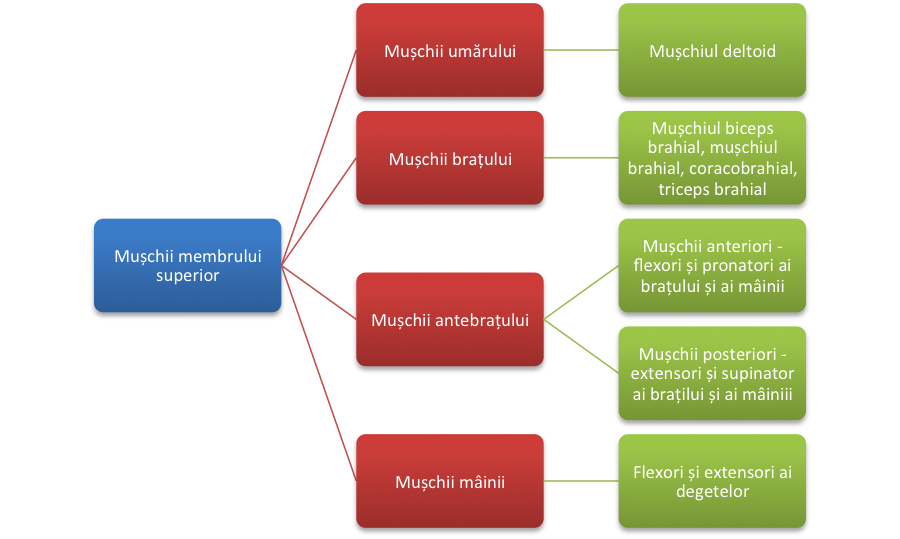 Mușchii membrului
superior
Mușchii umărului
Mușchiul deltoid
Mușchii brațului
Mușchiul biceps
brahial, mușchiul
brahial, coracobrahial,
triceps brahial
Mușchii antebrațului
Mușchii anteriori -
flexori și pronatori ai
brațului și ai mâinii
Mușchii posteriori -
extensori și supinator
ai braților și ai mâiniii
Mușchii mâinii
Flexori și extensori ai
degetelor